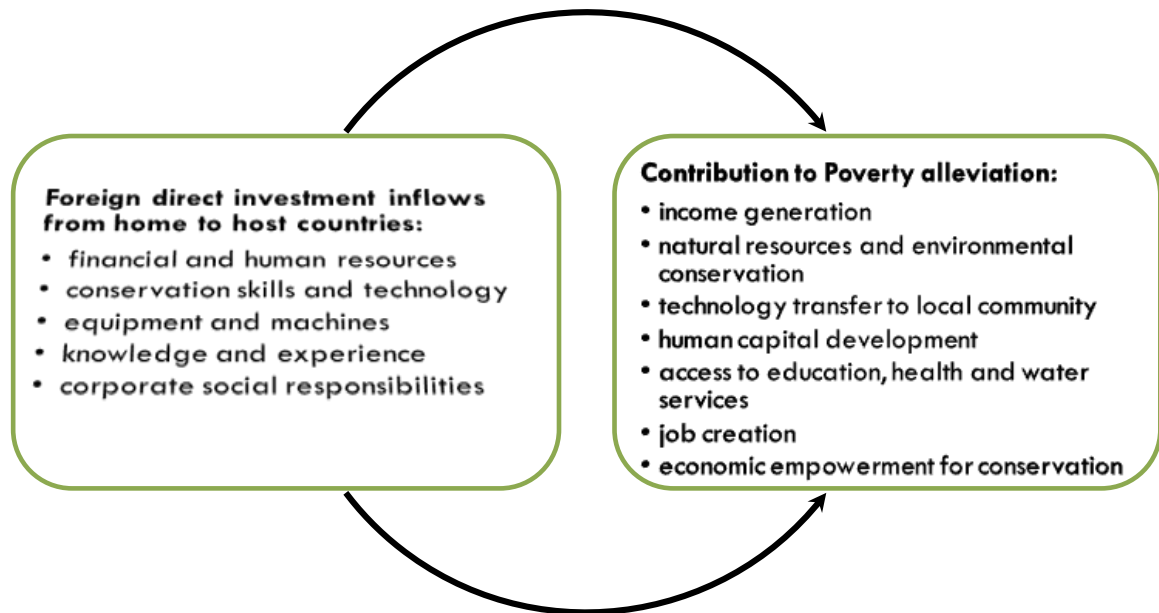 Foreign direct investment inflows
from home to host countries:
• financial and human resources
• conservation skills and technology
• equipment and machines
• knowledge and experience
• corporate social responsibilities
Contribution to Poverty alleviation:
• income generation
• natural resources and environmental
conservation
• technology transfer to local community
• human capital development
• access to education, health and water
services
• job creation
• economic empowerment for conservation